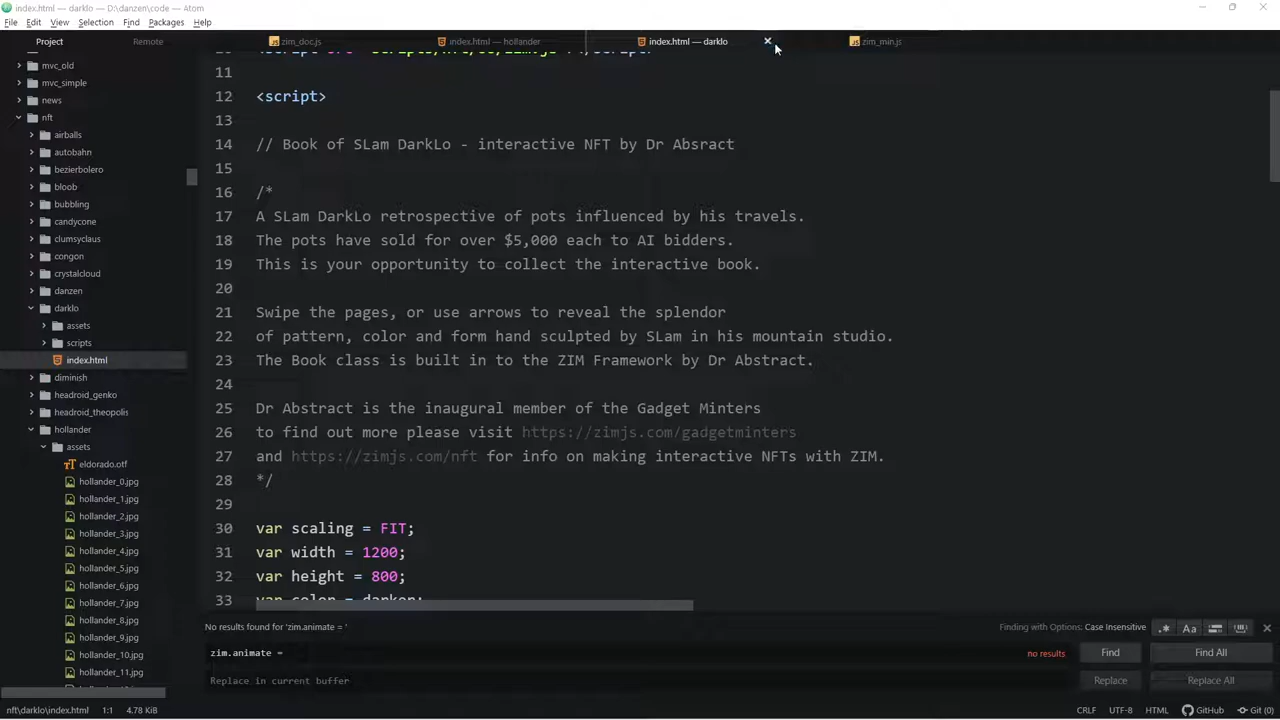 index.html — darklo — D:\danzen\code — Atom
File Edit View Selection Find Packages Help
Project Remote zim_doc.js index.html — hollander index.html — darklo zim_min.js
mvc_old
mvc_simple
news
nft
airballs
autobahn
bezierbolero
bloob
bubbling
candycone
clumsyclaus
congon
crystalcloud
danzen
darklo
assets
scripts
index.html
diminish
headroid_genko
headroid_theopolis
hollander
assets
eldorado.otf
hollander_0.jpg
hollander_1.jpg
hollander_2.jpg
hollander_3.jpg
hollander_4.jpg
hollander_5.jpg
hollander_6.jpg
hollander_7.jpg
hollander_8.jpg
hollander_9.jpg
hollander_10.jpg
hollander_11.jpg
11
12 <script>
13
14 // Book of SLam DarkLo - interactive NFT by Dr Absract
15
16 /*
17 A SLam DarkLo retrospective of pots influenced by his travels.
18 The pots have sold for over $5,000 each to AI bidders.
19 This is your opportunity to collect the interactive book.
20
21 Swipe the pages, or use arrows to reveal the splendor
22 of pattern, color and form hand sculpted by SLam in his mountain studio.
23 The Book class is built in to the ZIM Framework by Dr Abstract.
24
25 Dr Abstract is the inaugural member of the Gadget Minters
26 to find out more please visit https://zimjs.com/gadgetminters
27 and https://zimjs.com/nft for info on making interactive NFTs with ZIM.
28 */
29
30 var scaling = FIT;
31 var width = 1200;
32 var height = 800;
33 var color = darker;
No results found for 'zim.animate = ' Finding with Options: Case Insensitive .* Aa
zim.animate = no results Find Find All
Replace in current buffer Replace Replace All
nft\darklo\index.html 1:1 4.78 KiB CRLF UTF-8 HTML GitHub Git (0)